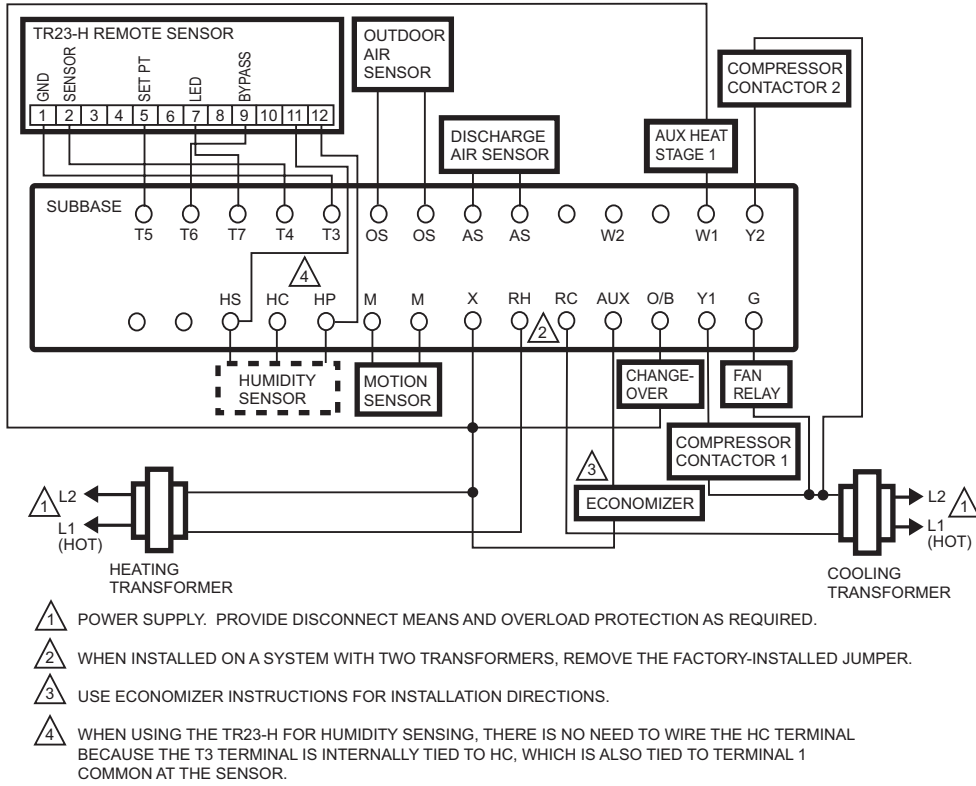 TR23-H REMOTE SENSOR
GND
SENSOR
SET PT
LED
BYPASS
1 2 3 4 5 6 7 8 9 10 11 12
OUTDOOR
AIR
SENSOR
DISCHARGE
AIR SENSOR
AUX HEAT
STAGE 1
COMPRESSOR
CONTACTOR 2
SUBBASE
T5 T6 T7 T4 T3 OS OS AS AS W2 W1 Y2
4
HS HC HP M M X RH RC AUX O/B Y1 G
2
HUMIDITY
SENSOR
MOTION
SENSOR
CHANGE-
OVER
FAN
RELAY
COMPRESSOR
CONTACTOR 1
3
ECONOMIZER
1
L2
L1
(HOT)
HEATING
TRANSFORMER
L2
1
L1
(HOT)
COOLING
TRANSFORMER
1 POWER SUPPLY. PROVIDE DISCONNECT MEANS AND OVERLOAD PROTECTION AS REQUIRED.
2 WHEN INSTALLED ON A SYSTEM WITH TWO TRANSFORMERS, REMOVE THE FACTORY-INSTALLED JUMPER.
3 USE ECONOMIZER INSTRUCTIONS FOR INSTALLATION DIRECTIONS.
4 WHEN USING THE TR23-H FOR HUMIDITY SENSING, THERE IS NO NEED TO WIRE THE HC TERMINAL
BECAUSE THE T3 TERMINAL IS INTERNALLY TIED TO HC, WHICH IS ALSO TIED TO TERMINAL 1
COMMON AT THE SENSOR.